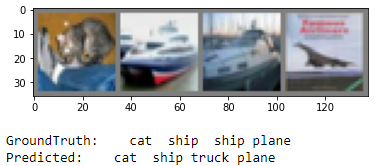 0
10
20
30
0 20 40 60 80 100 120
GroundTruth: cat ship ship plane
Predicted: cat ship truck plane